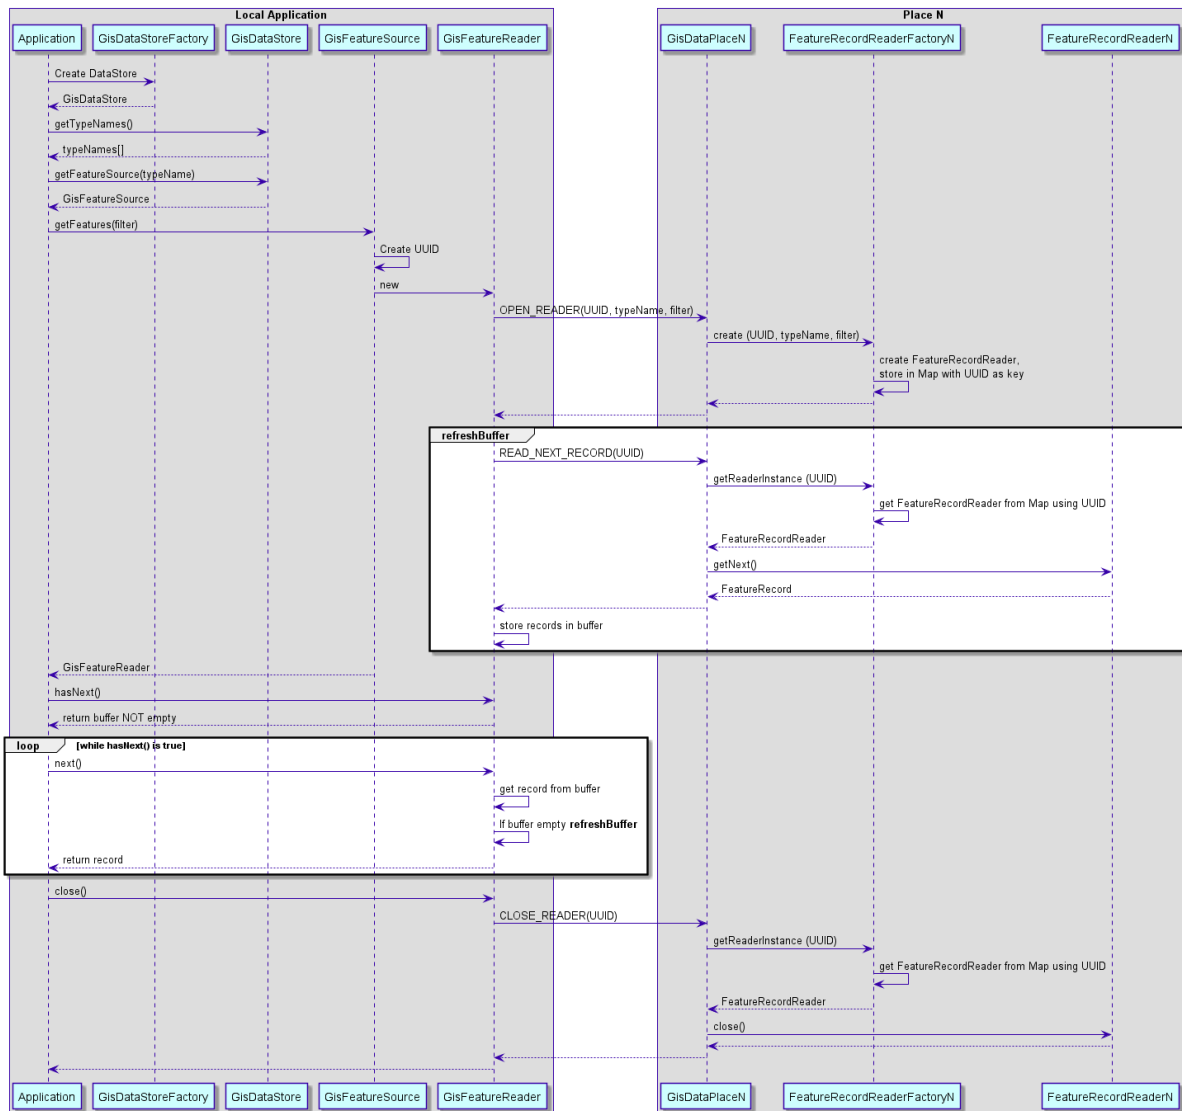 Local Application
Place N
Application
GisDataStoreFactory
GisDataStore
GisFeatureSource
GisFeatureReader
GisDataPlaceN
FeatureRecordReaderFactoryN
FeatureRecordReaderN
Create DataStore
GisDataStore
getTypeNames()
typeNames[]
getFeatureSource(typeName)
GisFeatureSource
getFeatures(filter)
Create UUID
new
OPEN_READER(UUID, typeName, filter)
create (UUID, typeName, filter)
create FeatureRecordReader,
store in Map with UUID as key
refreshBuffer
READ_NEXT_RECORD(UUID)
getReaderInstance (UUID)
get FeatureRecordReader from Map using UUID
FeatureRecordReader
getNext()
FeatureRecord
store records in buffer
GisFeatureReader
hasNext()
return buffer NOT empty
loop
[while hasNext() is true]
next()
get record from buffer
If buffer empty refreshBuffer
return record
close()
CLOSE_READER(UUID)
getReaderInstance (UUID)
get FeatureRecordReader from Map using UUID
FeatureRecordReader
close()
Application
GisDataStoreFactory
GisDataStore
GisFeatureSource
GisFeatureReader
GisDataPlaceN
FeatureRecordReaderFactoryN
FeatureRecordReaderN